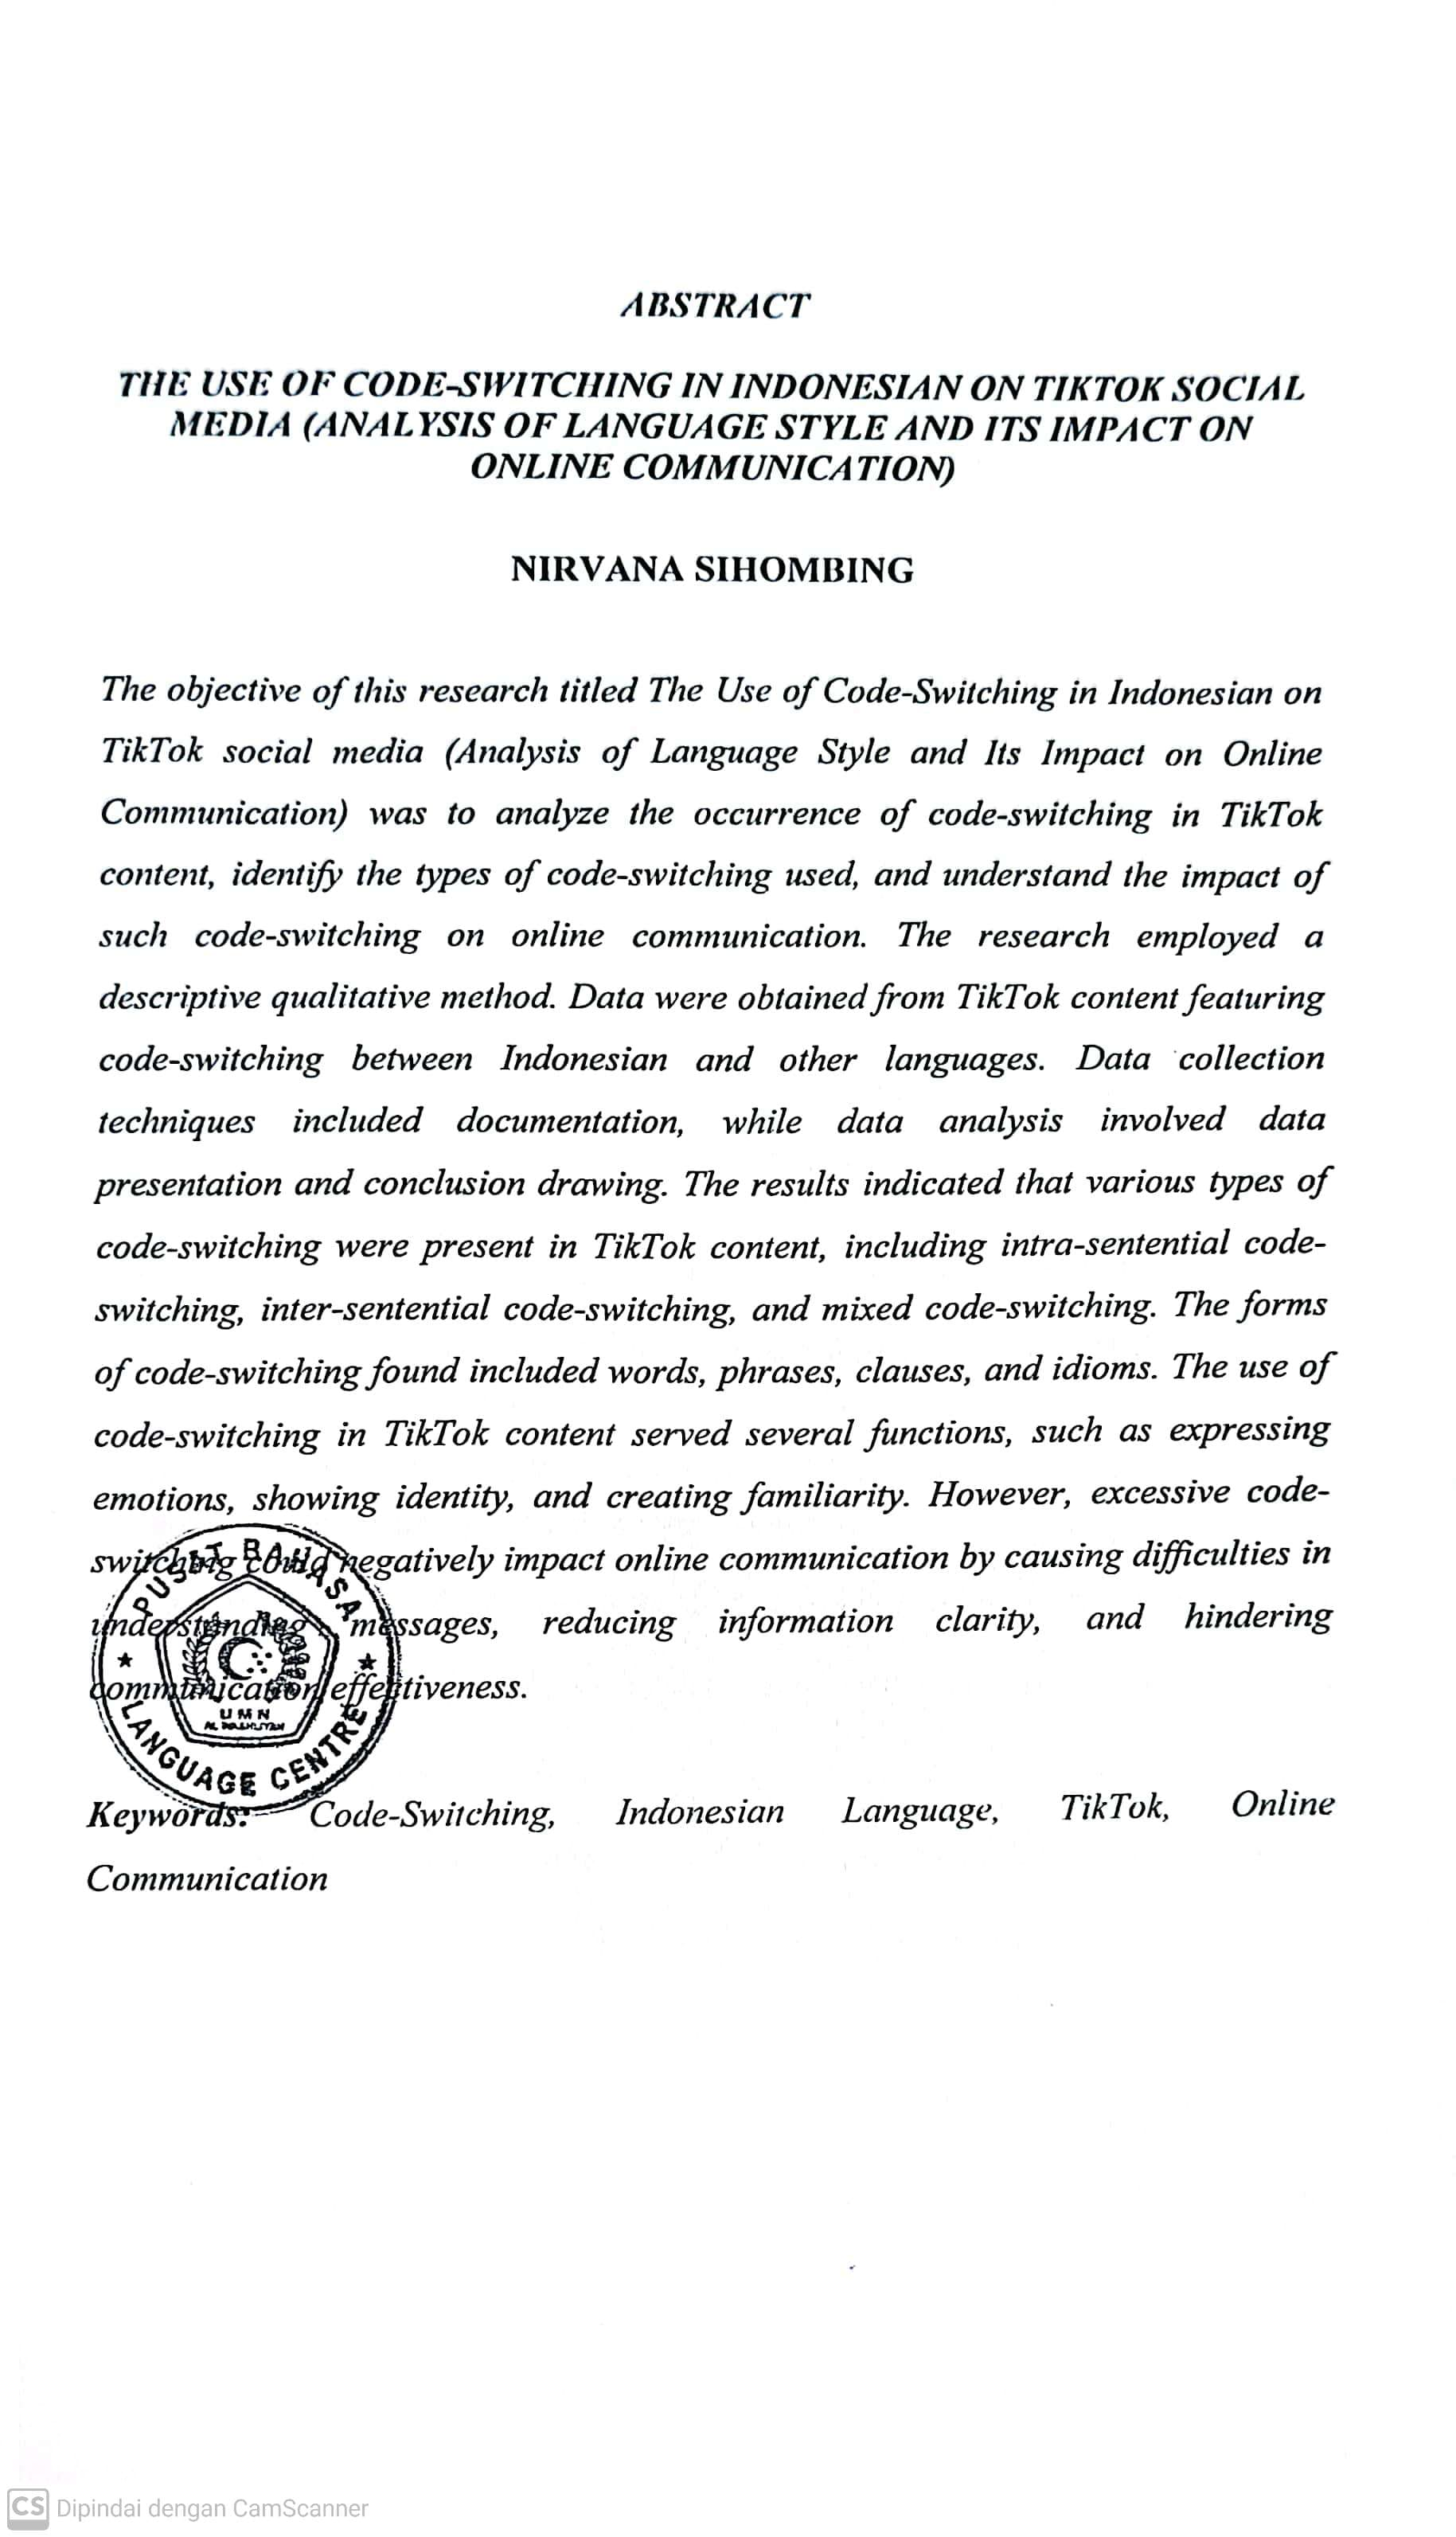 ABSTRACT
THE USE OF CODE-SWITCHING IN INDONESIAN ON TIKTOK SOCIAL
MEDIA (ANALYSIS OF LANGUAGE STYLE AND ITS IMPACT ON
ONLINE COMMUNICATION)
NIRVANA SIHOMBING
The objective of this research titled The Use of Code-Switching in Indonesian on
TikTok social media (Analysis of Language Style and Its Impact on Online
Communication) was to analyze the occurrence of code-switching in TikTok
content, identify the types of code-switching used, and understand the impact of
such code-switching on online communication. The research employed a
descriptive qualitative method. Data were obtained from TikTok content featuring
code-switching between Indonesian and other languages. Data collection
techniques included documentation, while data analysis involved data
presentation and conclusion drawing. The results indicated that various types of
code-switching were present in TikTok content, including intra-sentential code-
switching, inter-sentential code-switching, and mixed code-switching. The forms
of code-switching found included words, phrases, clauses, and idioms. The use of
code-switching in TikTok content served several functions, such as expressing
emotions, showing identity, and creating familiarity. However, excessive code-
switching could negatively impact online communication by causing difficulties in
understanding messages, reducing information clarity, and hindering
communication effectiveness.
PUSAT BAHASA
UMN
AL WASHLIYAH
LANGUAGE CENTRE
Keywords: Code-Switching, Indonesian Language, TikTok, Online
Communication
CS Dipindai dengan CamScanner